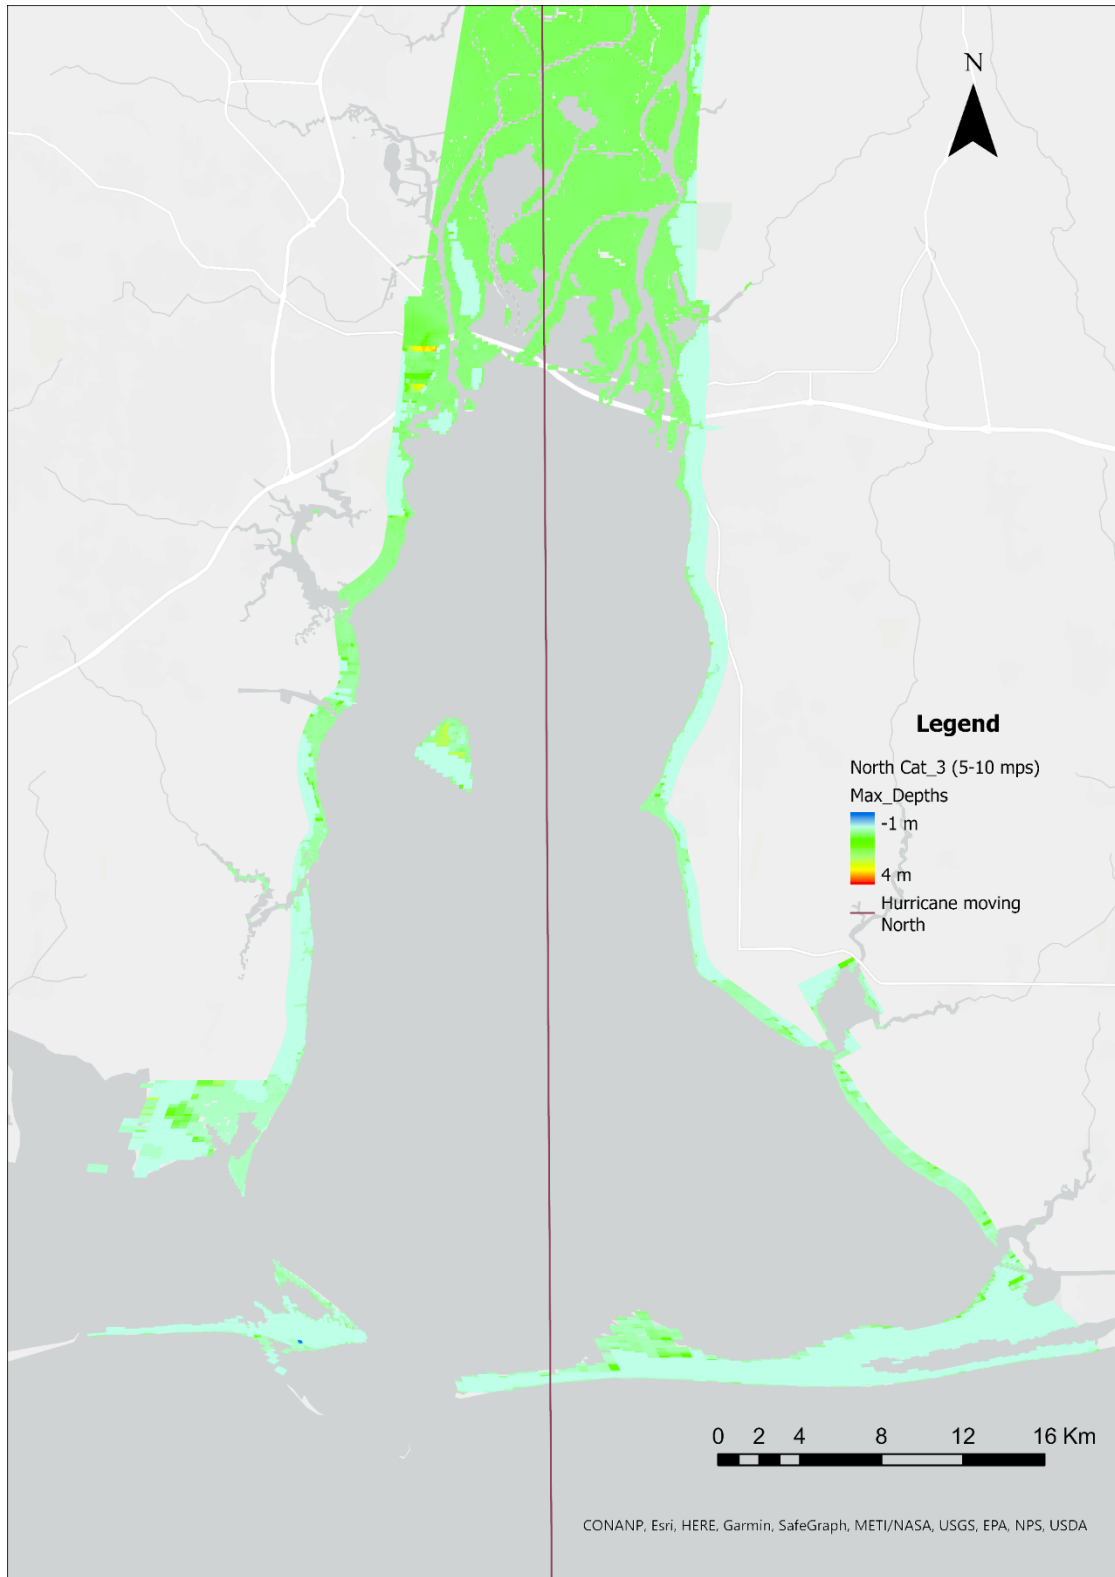 N
Legend
North Cat_3 (5-10 mps)
Max_Depths
-1 m
4 m
Hurricane moving
North
0 2 4 8 12 16 Km
CONANP, Esri, HERE, Garmin, SafeGraph, METI/NASA, USGS, EPA, NPS, USDA